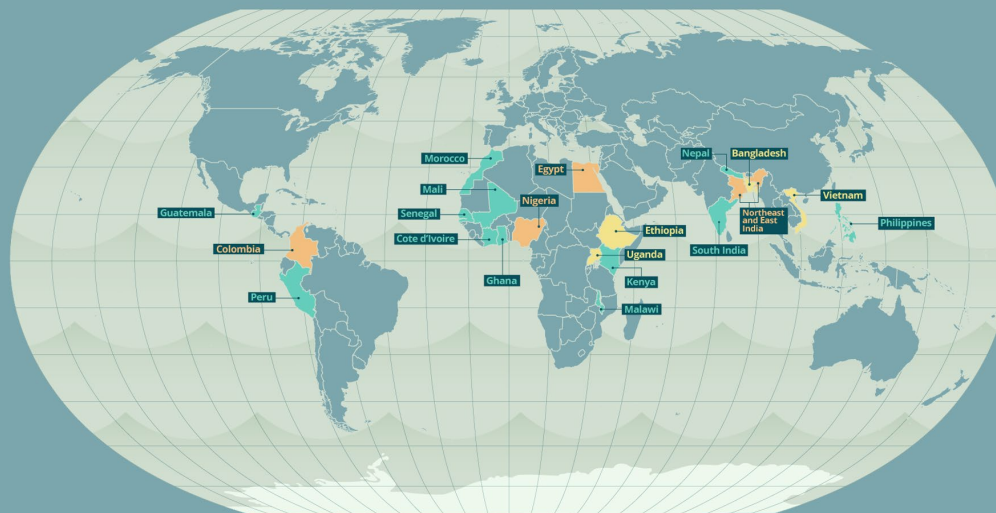 Morocco
Egypt
Nepal
Bangladesh
Mali
Nigeria
Vietnam
Guatemala
Senegal
Northeast
and East
India
Philippines
Cote d'Ivoire
Ethiopia
Colombia
Uganda
South India
Ghana
Kenya
Peru
Malawi